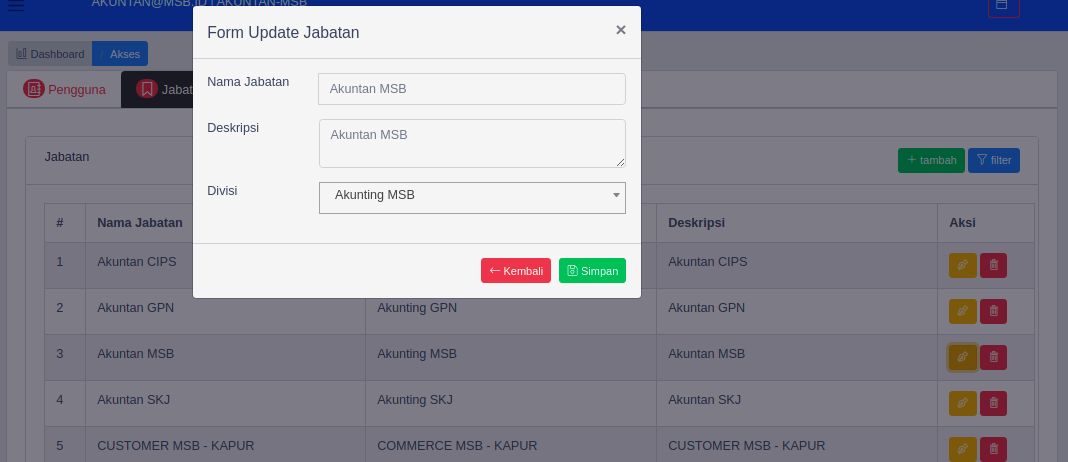 AKUNTAN@MSB.ID | AKUNTAN-MSB
Form Update Jabatan
×
Dashboard / Akses
Pengguna
Jabat
Nama Jabatan
Akuntan MSB
Deskripsi
Akuntan MSB
Divisi
Akunting MSB
Kembali
Simpan
Jabatan
+ tambah
filter
# Nama Jabatan Deskripsi Aksi
1 Akuntan CIPS Akuntan CIPS
2 Akuntan GPN Akunting GPN Akuntan GPN
3 Akuntan MSB Akunting MSB Akuntan MSB
4 Akuntan SKJ Akunting SKJ Akuntan SKJ
5 CUSTOMER MSB - KAPUR COMMERCE MSB - KAPUR CUSTOMER MSB - KAPUR